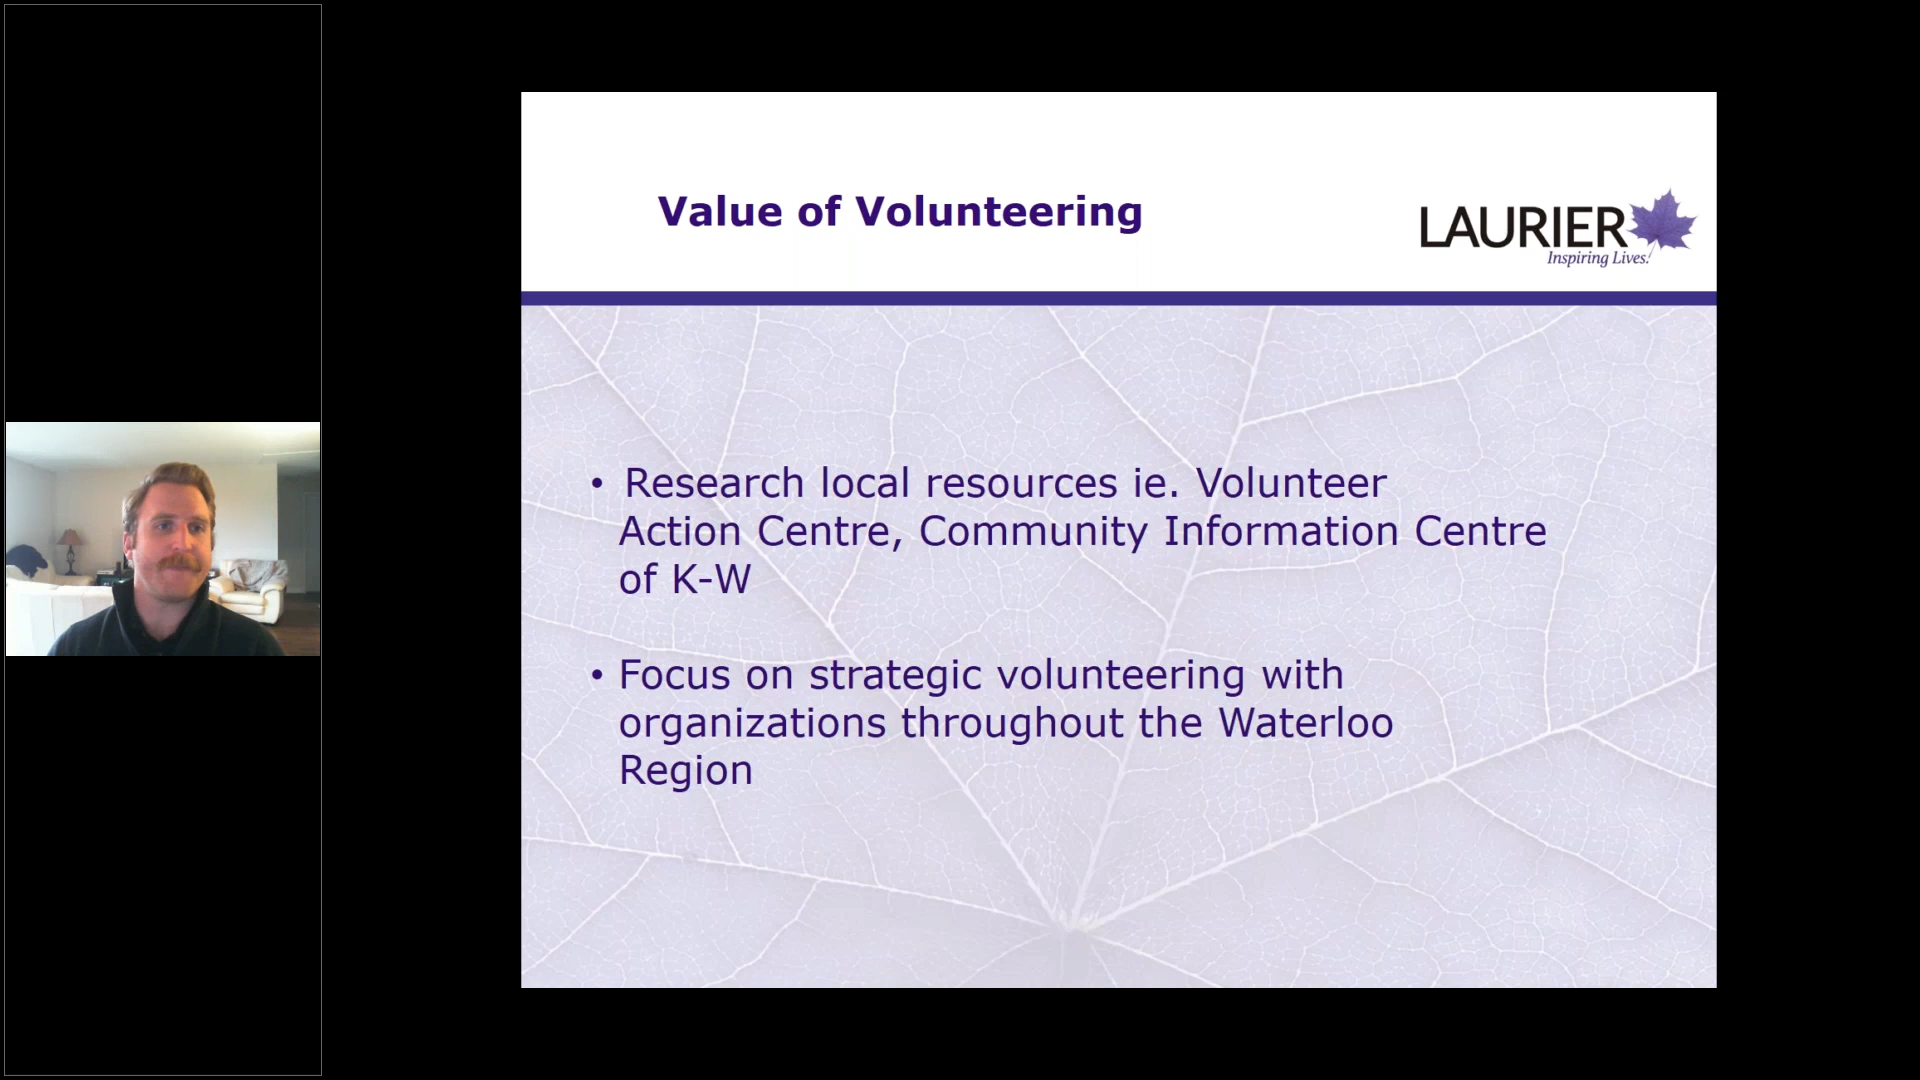 Value of Volunteering
LAURIER
Inspiring Lives.
• Research local resources ie. Volunteer
Action Centre, Community Information Centre
of K-W
• Focus on strategic volunteering with
organizations throughout the Waterloo
Region